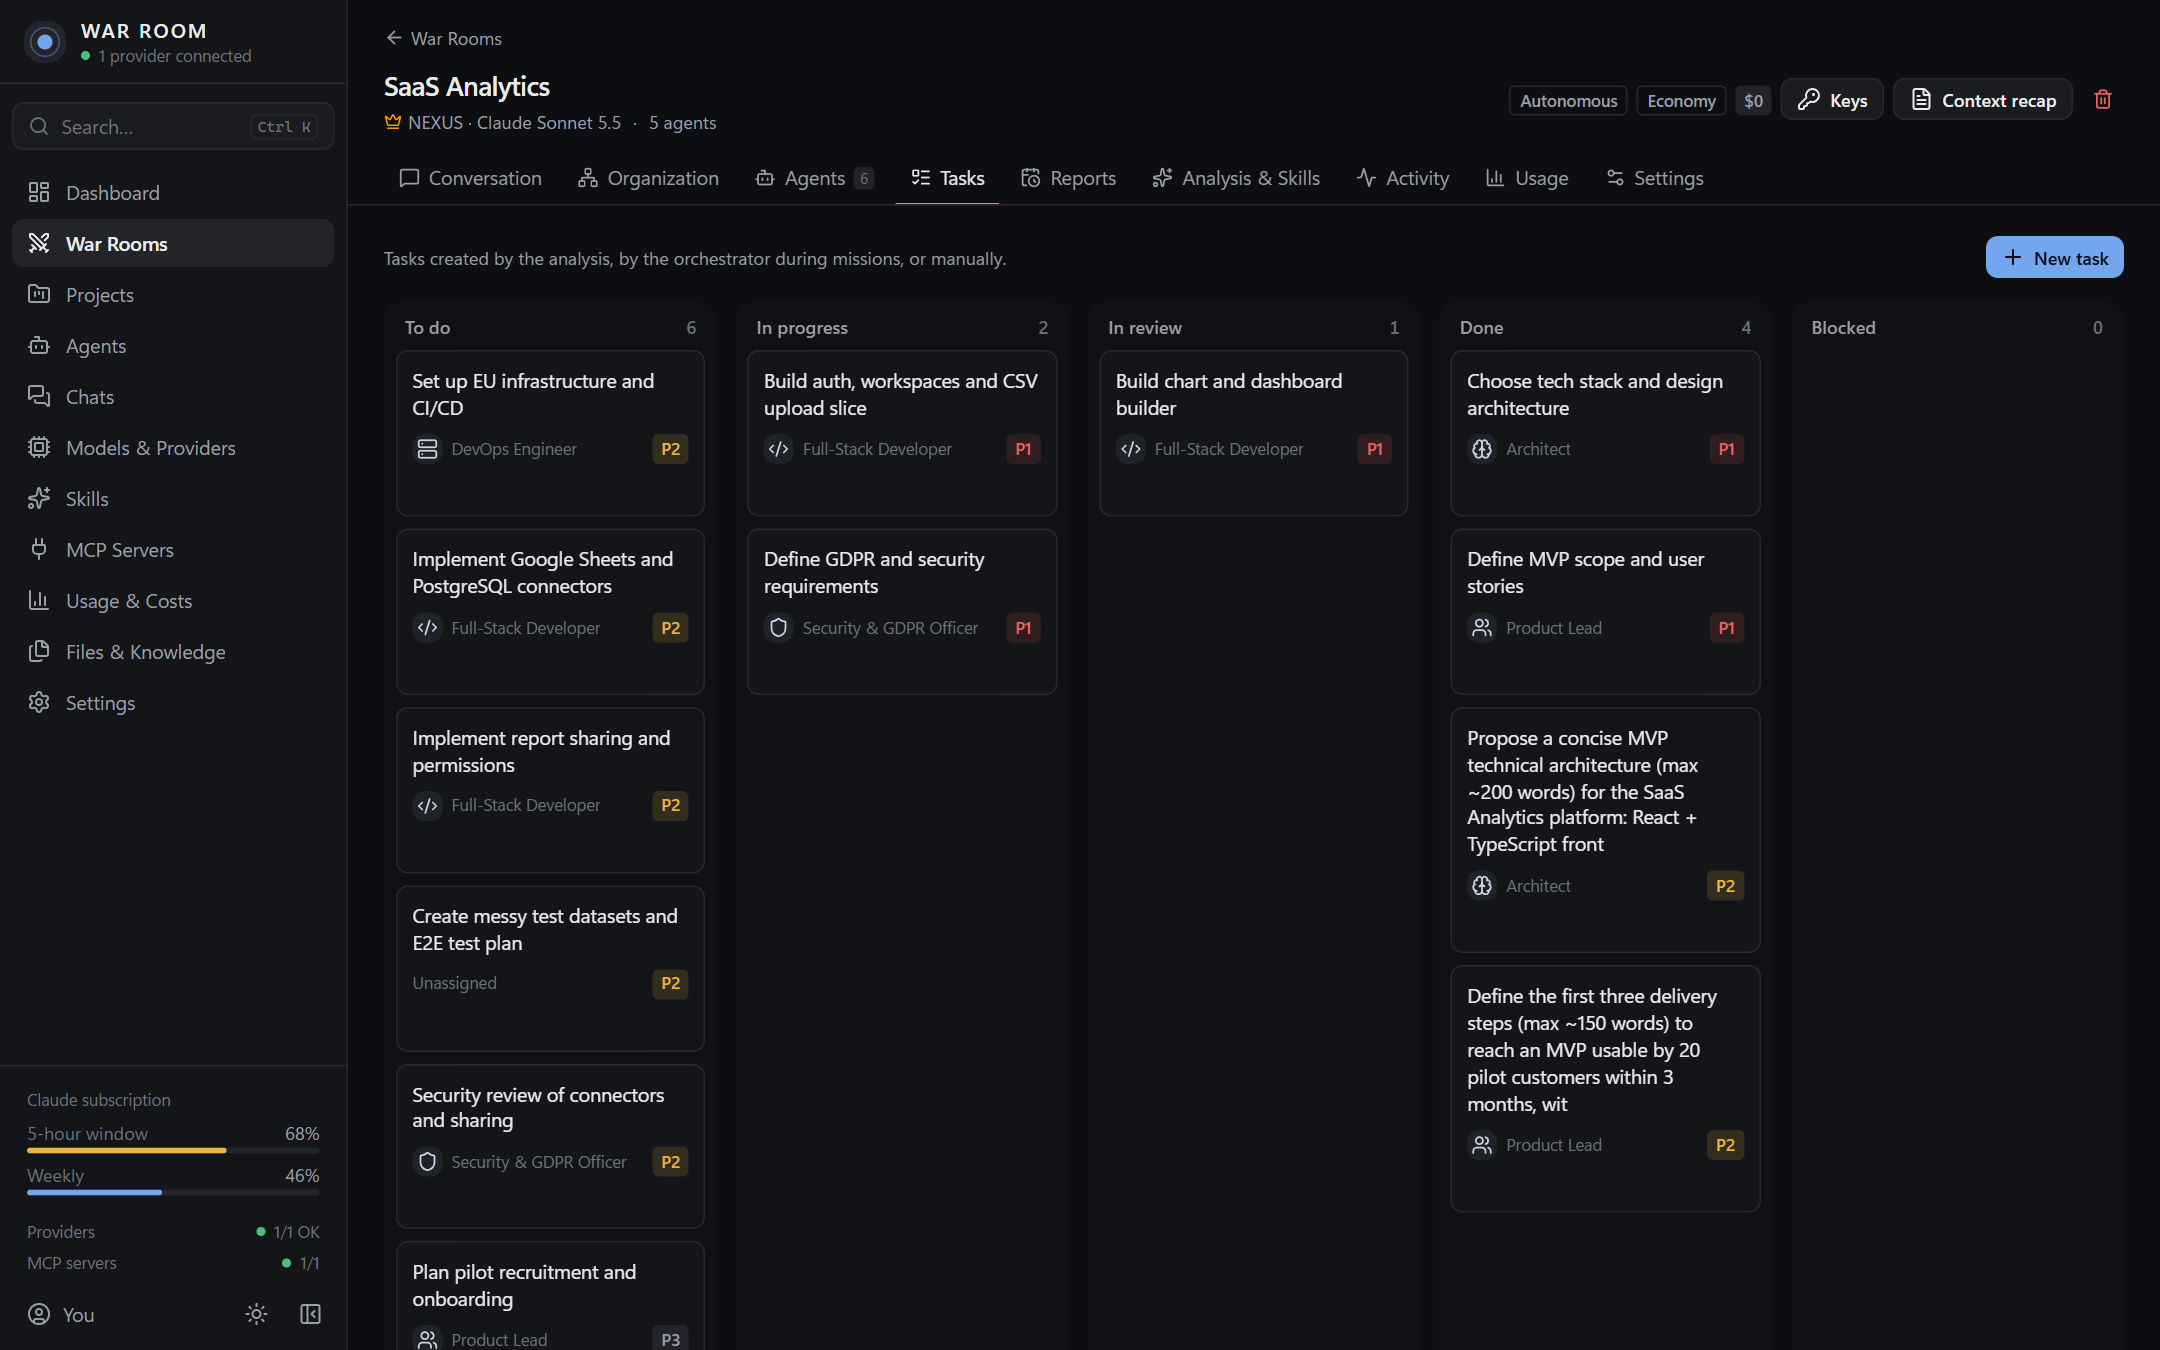 WAR ROOM
1 provider connected
Search...
Ctrl K
Dashboard
War Rooms
Projects
Agents
Chats
Models & Providers
Skills
MCP Servers
Usage & Costs
Files & Knowledge
Settings
Claude subscription
5-hour window 68%
Weekly 46%
Providers 1/1 OK
MCP servers 1/1
You
War Rooms
SaaS Analytics
NEXUS · Claude Sonnet 5.5 · 5 agents
Autonomous
Economy
$0
Keys
Context recap
Conversation
Organization
Agents 6
Tasks
Reports
Analysis & Skills
Activity
Usage
Settings
Tasks created by the analysis, by the orchestrator during missions, or manually.
New task
To do 6
Set up EU infrastructure and
CI/CD
DevOps Engineer P2
Implement Google Sheets and
PostgreSQL connectors
Full-Stack Developer P2
Implement report sharing and
permissions
Full-Stack Developer P2
Create messy test datasets and
E2E test plan
Unassigned P2
Security review of connectors
and sharing
Security & GDPR Officer P2
Plan pilot recruitment and
onboarding
Product Lead P3
In progress 2
Build auth, workspaces and CSV
upload slice
Full-Stack Developer P1
Define GDPR and security
requirements
Security & GDPR Officer P1
In review 1
Build chart and dashboard
builder
Full-Stack Developer P1
Done 4
Choose tech stack and design
architecture
Architect P1
Define MVP scope and user
stories
Product Lead P1
Propose a concise MVP
technical architecture (max
~200 words) for the SaaS
Analytics platform: React +
TypeScript front
Architect P2
Define the first three delivery
steps (max ~150 words) to
reach an MVP usable by 20
pilot customers within 3
months, wit
Product Lead P2
Blocked 0